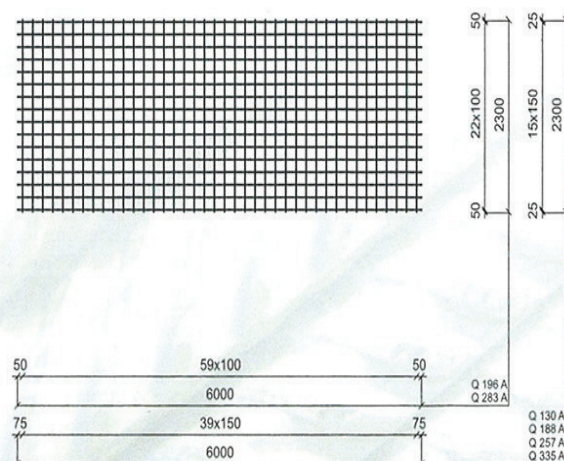 50
22x100
2300
50
25
15x150
2300
25
50 59x100 50
6000
Q 196 A
Q 283 A
75 39x150 75
6000
Q 130 A
Q 188 A
Q 257 A
Q 335 A